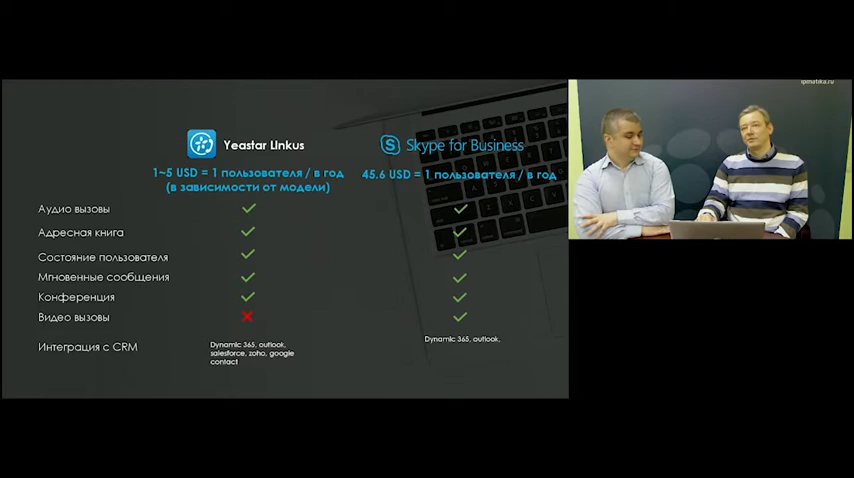 ipmatika.ru
Yeastar Linkus
Skype for Business
1~5 USD = 1 пользователя / в год
(в зависимости от модели)
45.6 USD = 1 пользователя / в год
Аудио вызовы
Адресная книга
Состояние пользователя
Мгновенные сообщения
Конференция
Видео вызовы
Интеграция с CRM
Dynamic 365, outlook,
salesforce, zoho, google
contact
Dynamic 365, outlook,